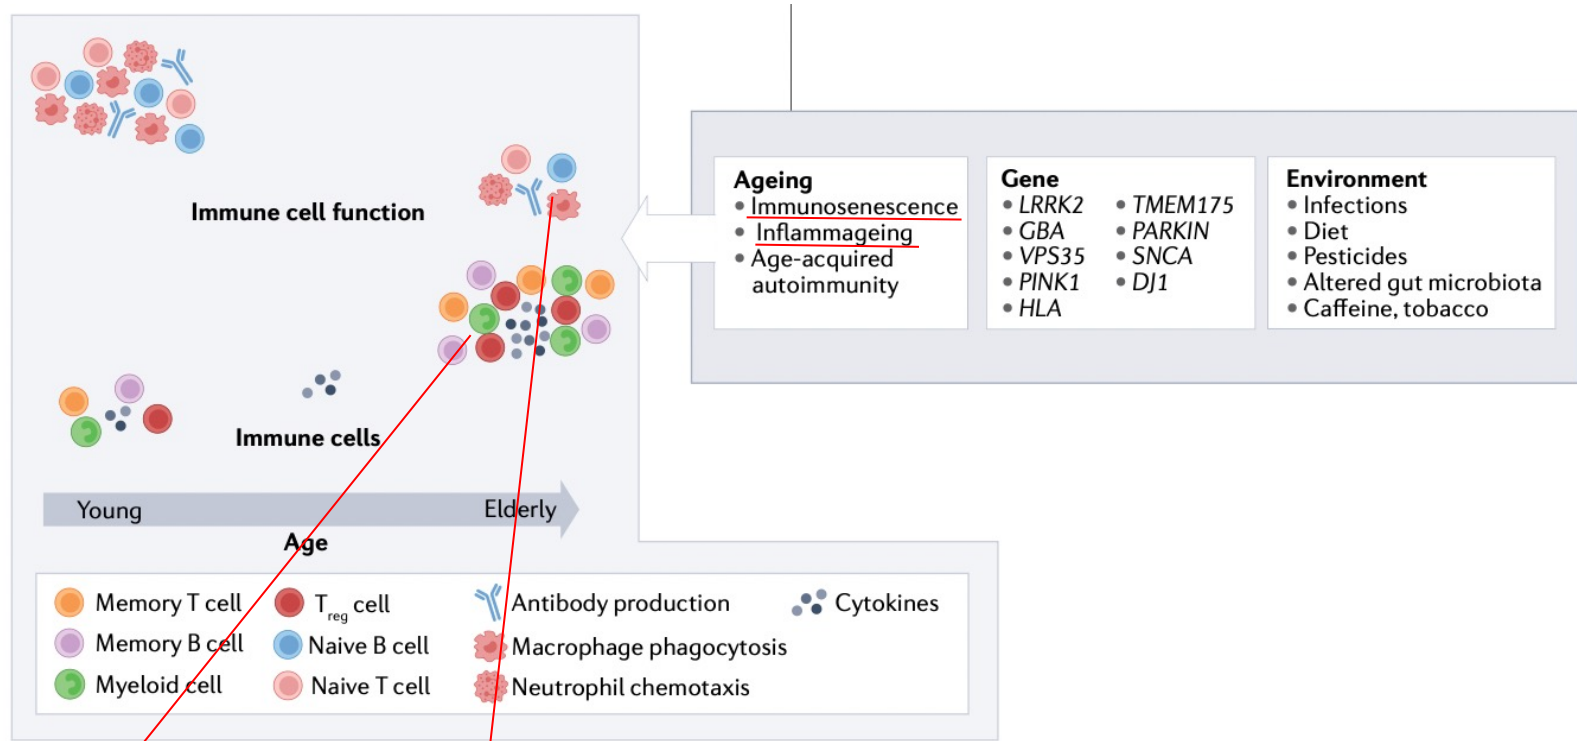 Immune cell function
Immune cells
Young
Elderly
Age
Memory T cell
Memory B cell
Myeloid cell
Treg cell
Naive B cell
Naive T cell
Antibody production
Macrophage phagocytosis
Neutrophil chemotaxis
Cytokines
Ageing
• Immunosenescence
• Inflammageing
• Age-acquired
autoimmunity
Gene
• LRRK2
• GBA
• VPS35
• PINK1
• HLA
• TMEM175
• PARKIN
• SNCA
• DJ1
Environment
• Infections
• Diet
• Pesticides
• Altered gut microbiota
• Caffeine, tobacco